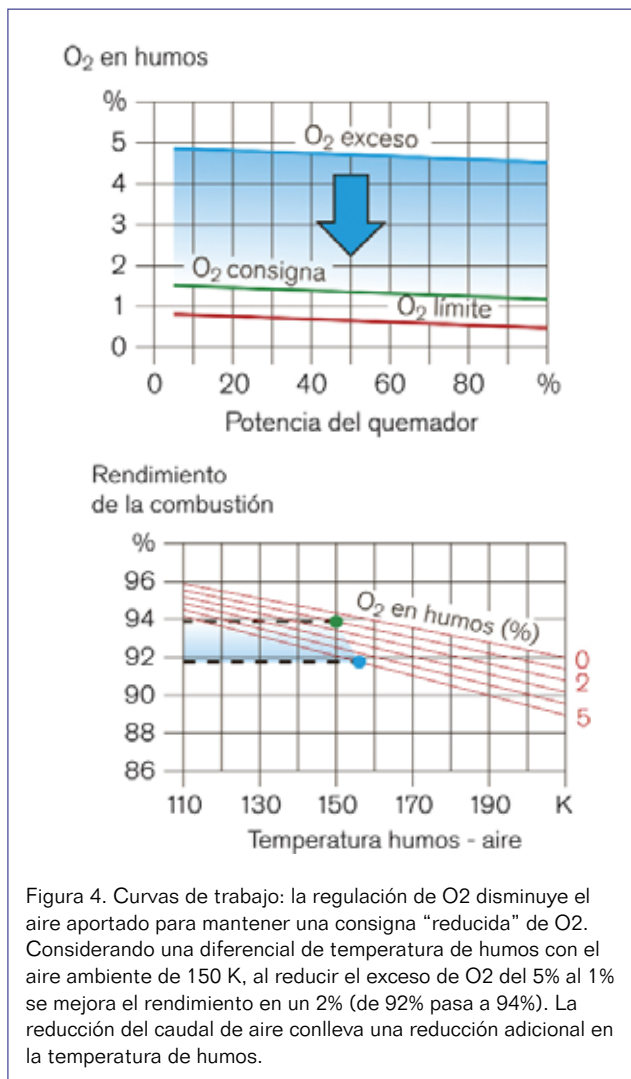 O₂ en humos
%
5
4
3
2
1
0
O₂ exceso
O₂ consigna
O₂ límite
0 20 40 60 80 %
Potencia del quemador
Rendimiento
de la combustión
%
96
94
92
90
88
86
O₂ en humos (%)
0
2
5
110 130 150 170 190 K
Temperatura humos - aire
Figura 4. Curvas de trabajo: la regulación de O2 disminuye el
aire aportado para mantener una consigna “reducida” de O2.
Considerando una diferencial de temperatura de humos con el
aire ambiente de 150 K, al reducir el exceso de O2 del 5% al 1%
se mejora el rendimiento en un 2% (de 92% pasa a 94%). La
reducción del caudal de aire conlleva una reducción adicional en
la temperatura de humos.